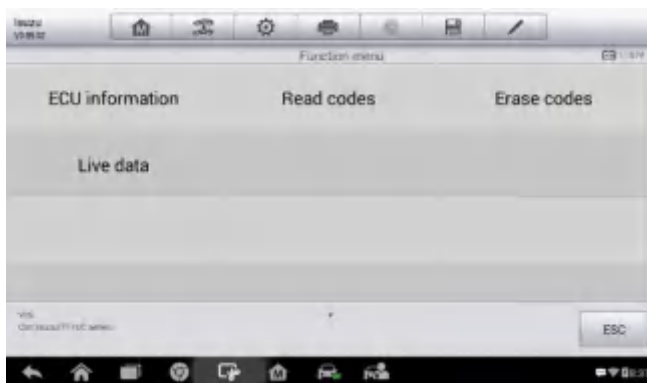 Isuzu
Function menu
ECU information
Read codes
Erase codes
Live data
ESC